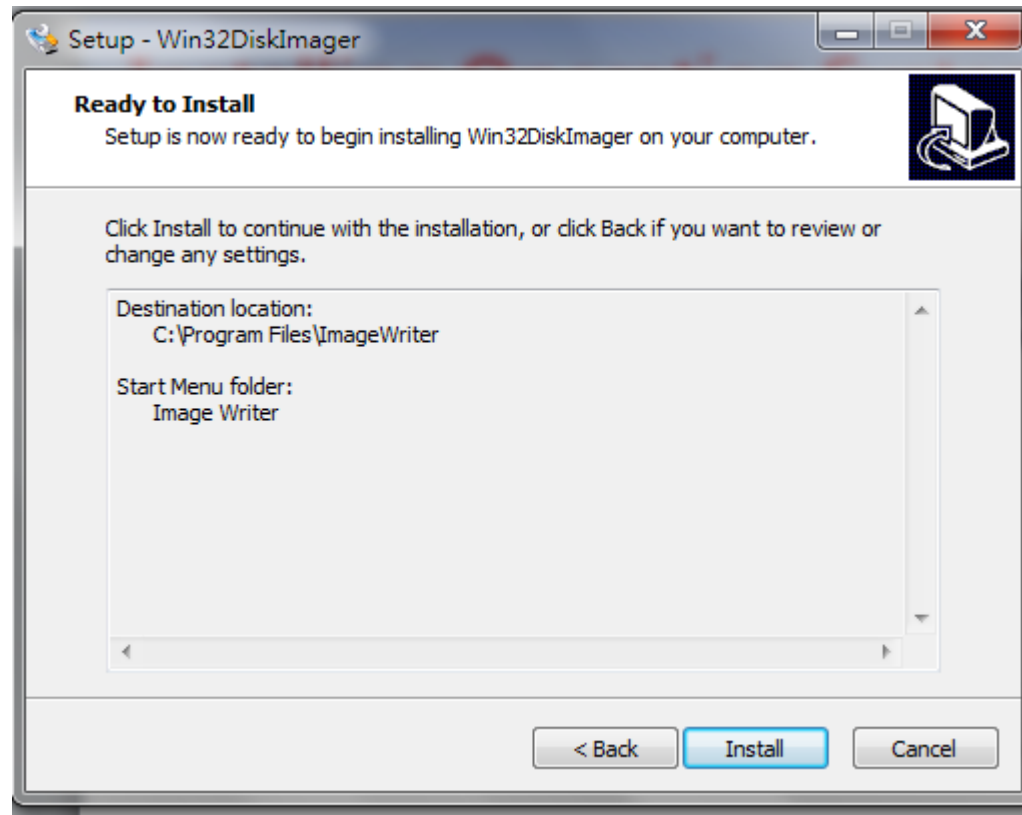 Setup - Win32DiskImager
Ready to Install
Setup is now ready to begin installing Win32DiskImager on your computer.
Click Install to continue with the installation, or click Back if you want to review or
change any settings.
Destination location:
C:\Program Files\ImageWriter
Start Menu folder:
Image Writer
< Back Install Cancel